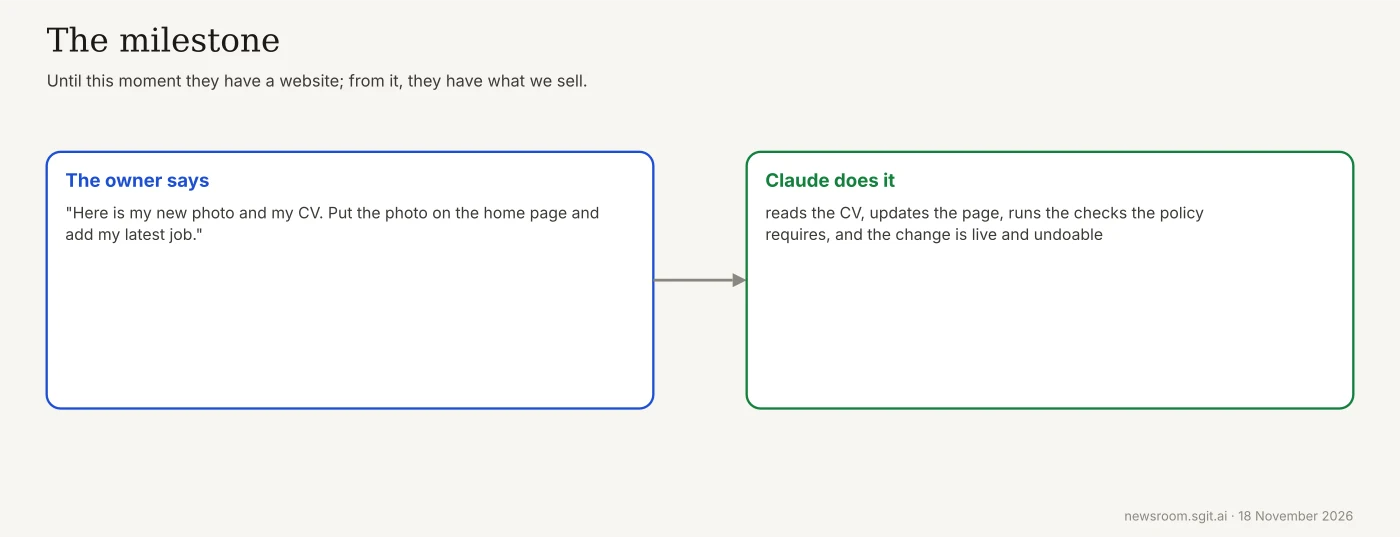 The milestone
Until this moment they have a website; from it, they have what we sell.
The owner says
"Here is my new photo and my CV. Put the photo on the home page and
add my latest job."
Claude does it
reads the CV, updates the page, runs the checks the policy
requires, and the change is live and undoable
newsroom.sgit.ai · 18 November 2026